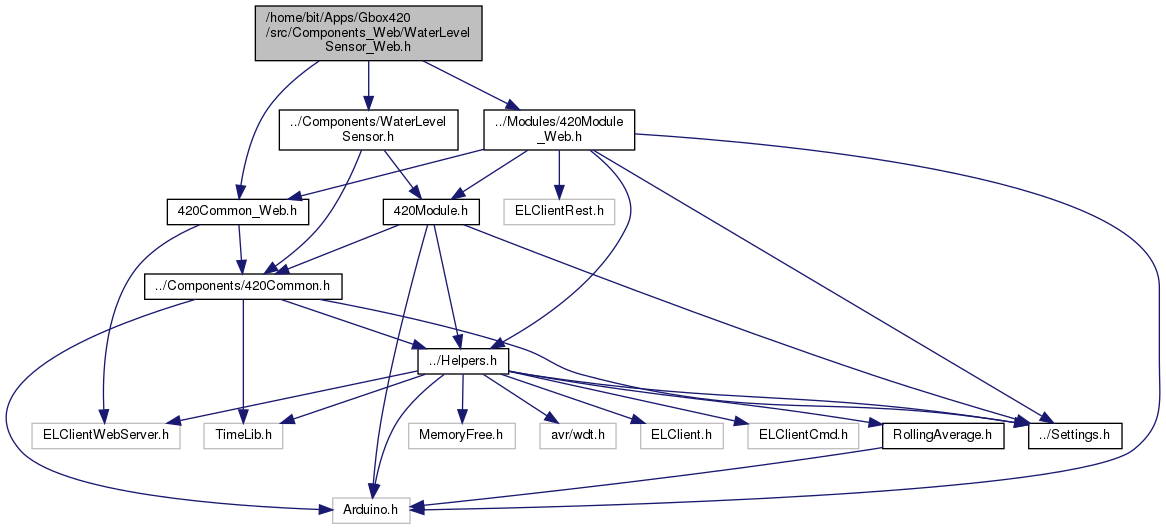 /home/bit/Apps/Gbox420
/src/Components_Web/WaterLevel
Sensor_Web.h
../Components/WaterLevel
Sensor.h
../Modules/420Module
_Web.h
420Common_Web.h
420Module.h
ELClientRest.h
../Components/420Common.h
../Helpers.h
ELClientWebServer.h
TimeLib.h
MemoryFree.h
avr/wdt.h
ELClient.h
ELClientCmd.h
RollingAverage.h
../Settings.h
Arduino.h